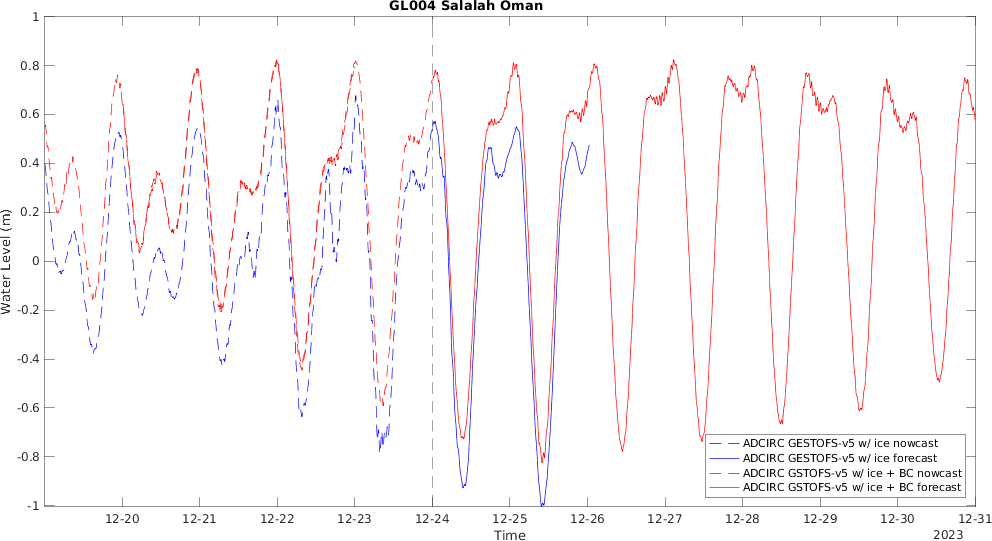 GL004 Salalah Oman
1
0.8
0.6
0.4
0.2
0
-0.2
-0.4
-0.6
-0.8
-1
Water Level (m)
12-20 12-21 12-22 12-23 12-24 12-25 12-26 12-27 12-28 12-29 12-30 12-31
Time
2023
ADCIRC GESTOFS-v5 w/ ice nowcast
ADCIRC GESTOFS-v5 w/ ice forecast
ADCIRC GSTOFS-v5 w/ ice + BC nowcast
ADCIRC GSTOFS-v5 w/ ice + BC forecast